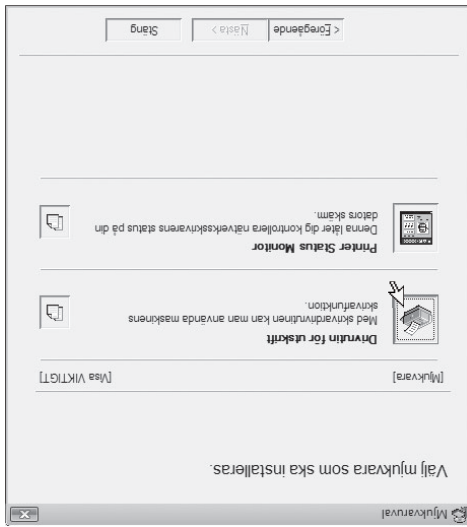 Mjukvaruval
Välj mjukvara som ska installeras.
[Mjukvara] [Visa VIKTIGT]
Drivrutin för utskrift
Med skrivardrivrutinen kan man använda maskinens
skrivarfunktion.
Printer Status Monitor
Denna låter dig kontrollera nätverksskrivarens status på din
dators skärm.
< Föregående Nästa > Stäng